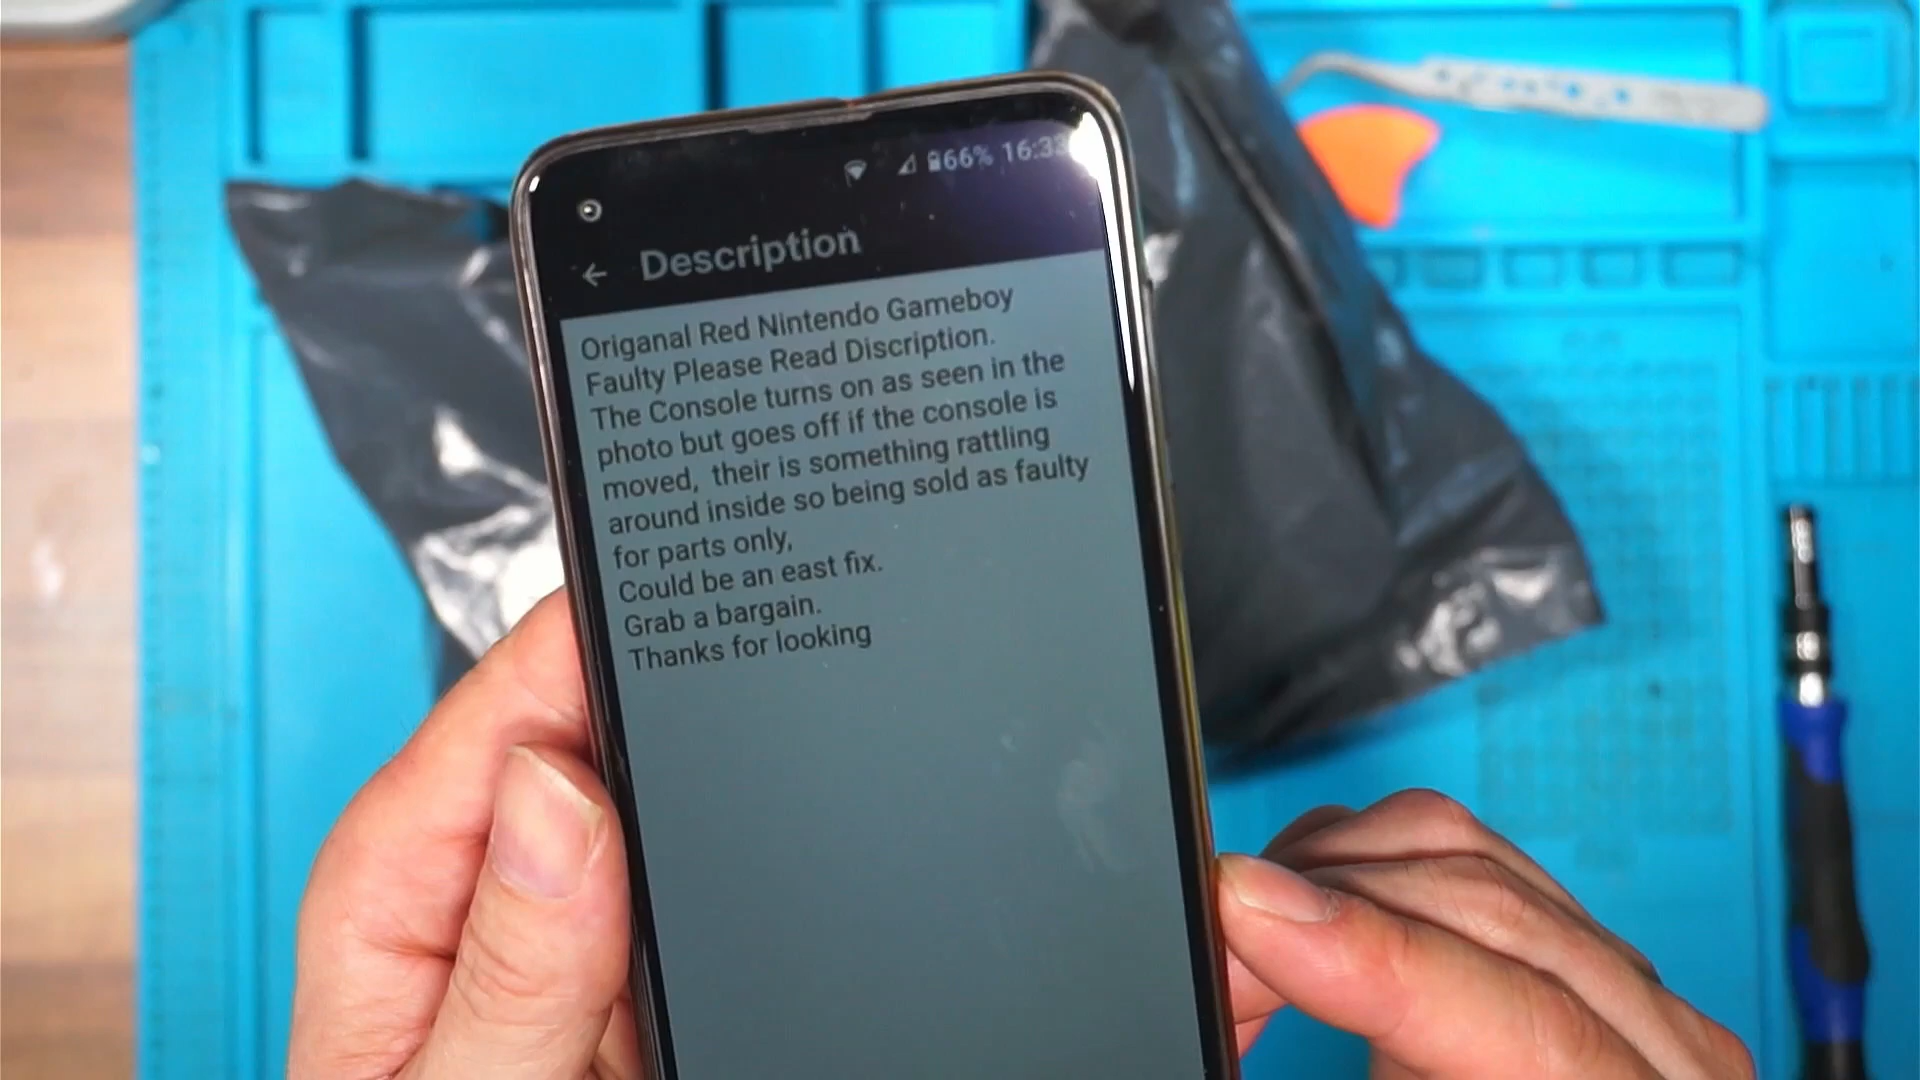 66% 16:33
Description
Origanal Red Nintendo Gameboy
Faulty Please Read Discription.
The Console turns on as seen in the
photo but goes off if the console is
moved, their is something rattling
around inside so being sold as faulty
for parts only,
Could be an east fix.
Grab a bargain.
Thanks for looking